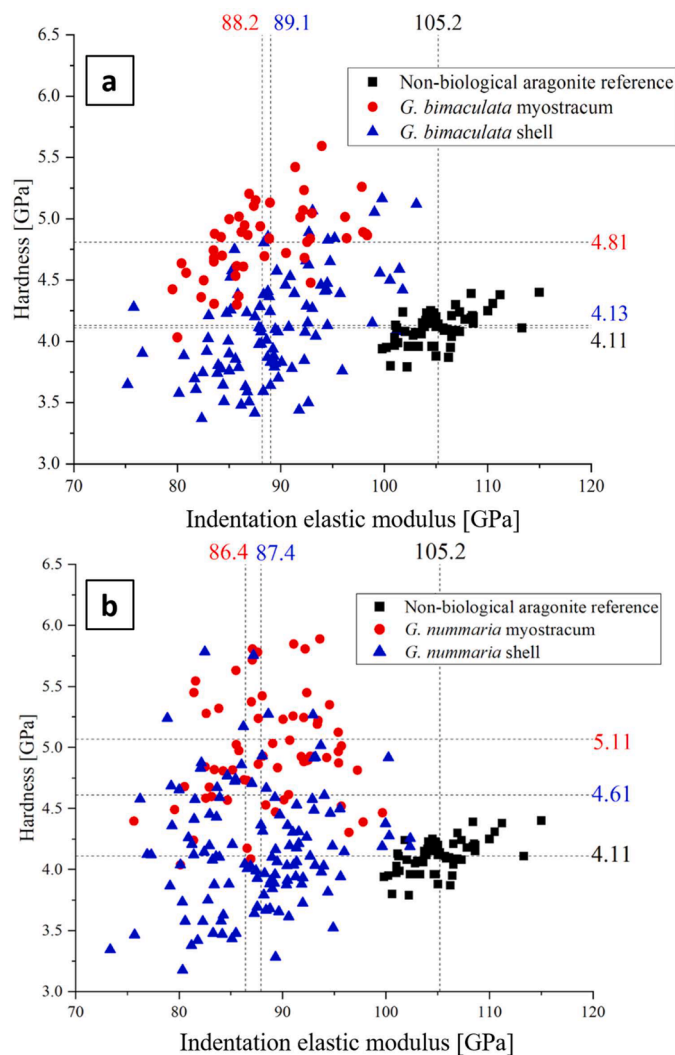 88.2 89.1 105.2
6.5
a
Non-biological aragonite reference
G. bimaculata myostracum
G. bimaculata shell
6.0
5.5
5.0
4.81
4.5
4.13
4.0
4.11
3.5
3.0
Hardness [GPa]
70 80 90 100 110 120
Indentation elastic modulus [GPa]
86.4 87.4 105.2
6.5
b
Non-biological aragonite reference
G. nummaria myostracum
G. nummaria shell
6.0
5.5
5.11
5.0
4.61
4.5
4.11
4.0
3.5
3.0
Hardness [GPa]
70 80 90 100 110 120
Indentation elastic modulus [GPa]